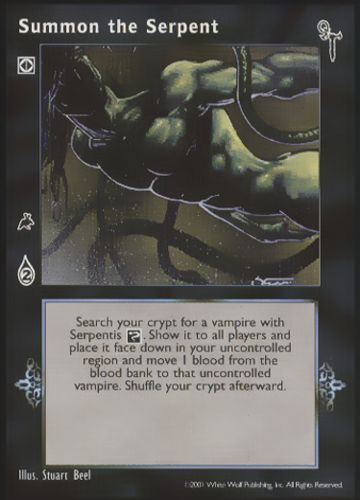 Summon the Serpent
2
Search your crypt for a vampire with
Serpentis . Show it to all players and
place it face down in your uncontrolled
region and move 1 blood from the
blood bank to that uncontrolled
vampire. Shuffle your crypt afterward.
Illus. Stuart Beel
©2001 White Wolf Publishing, Inc. All Rights Reserved.